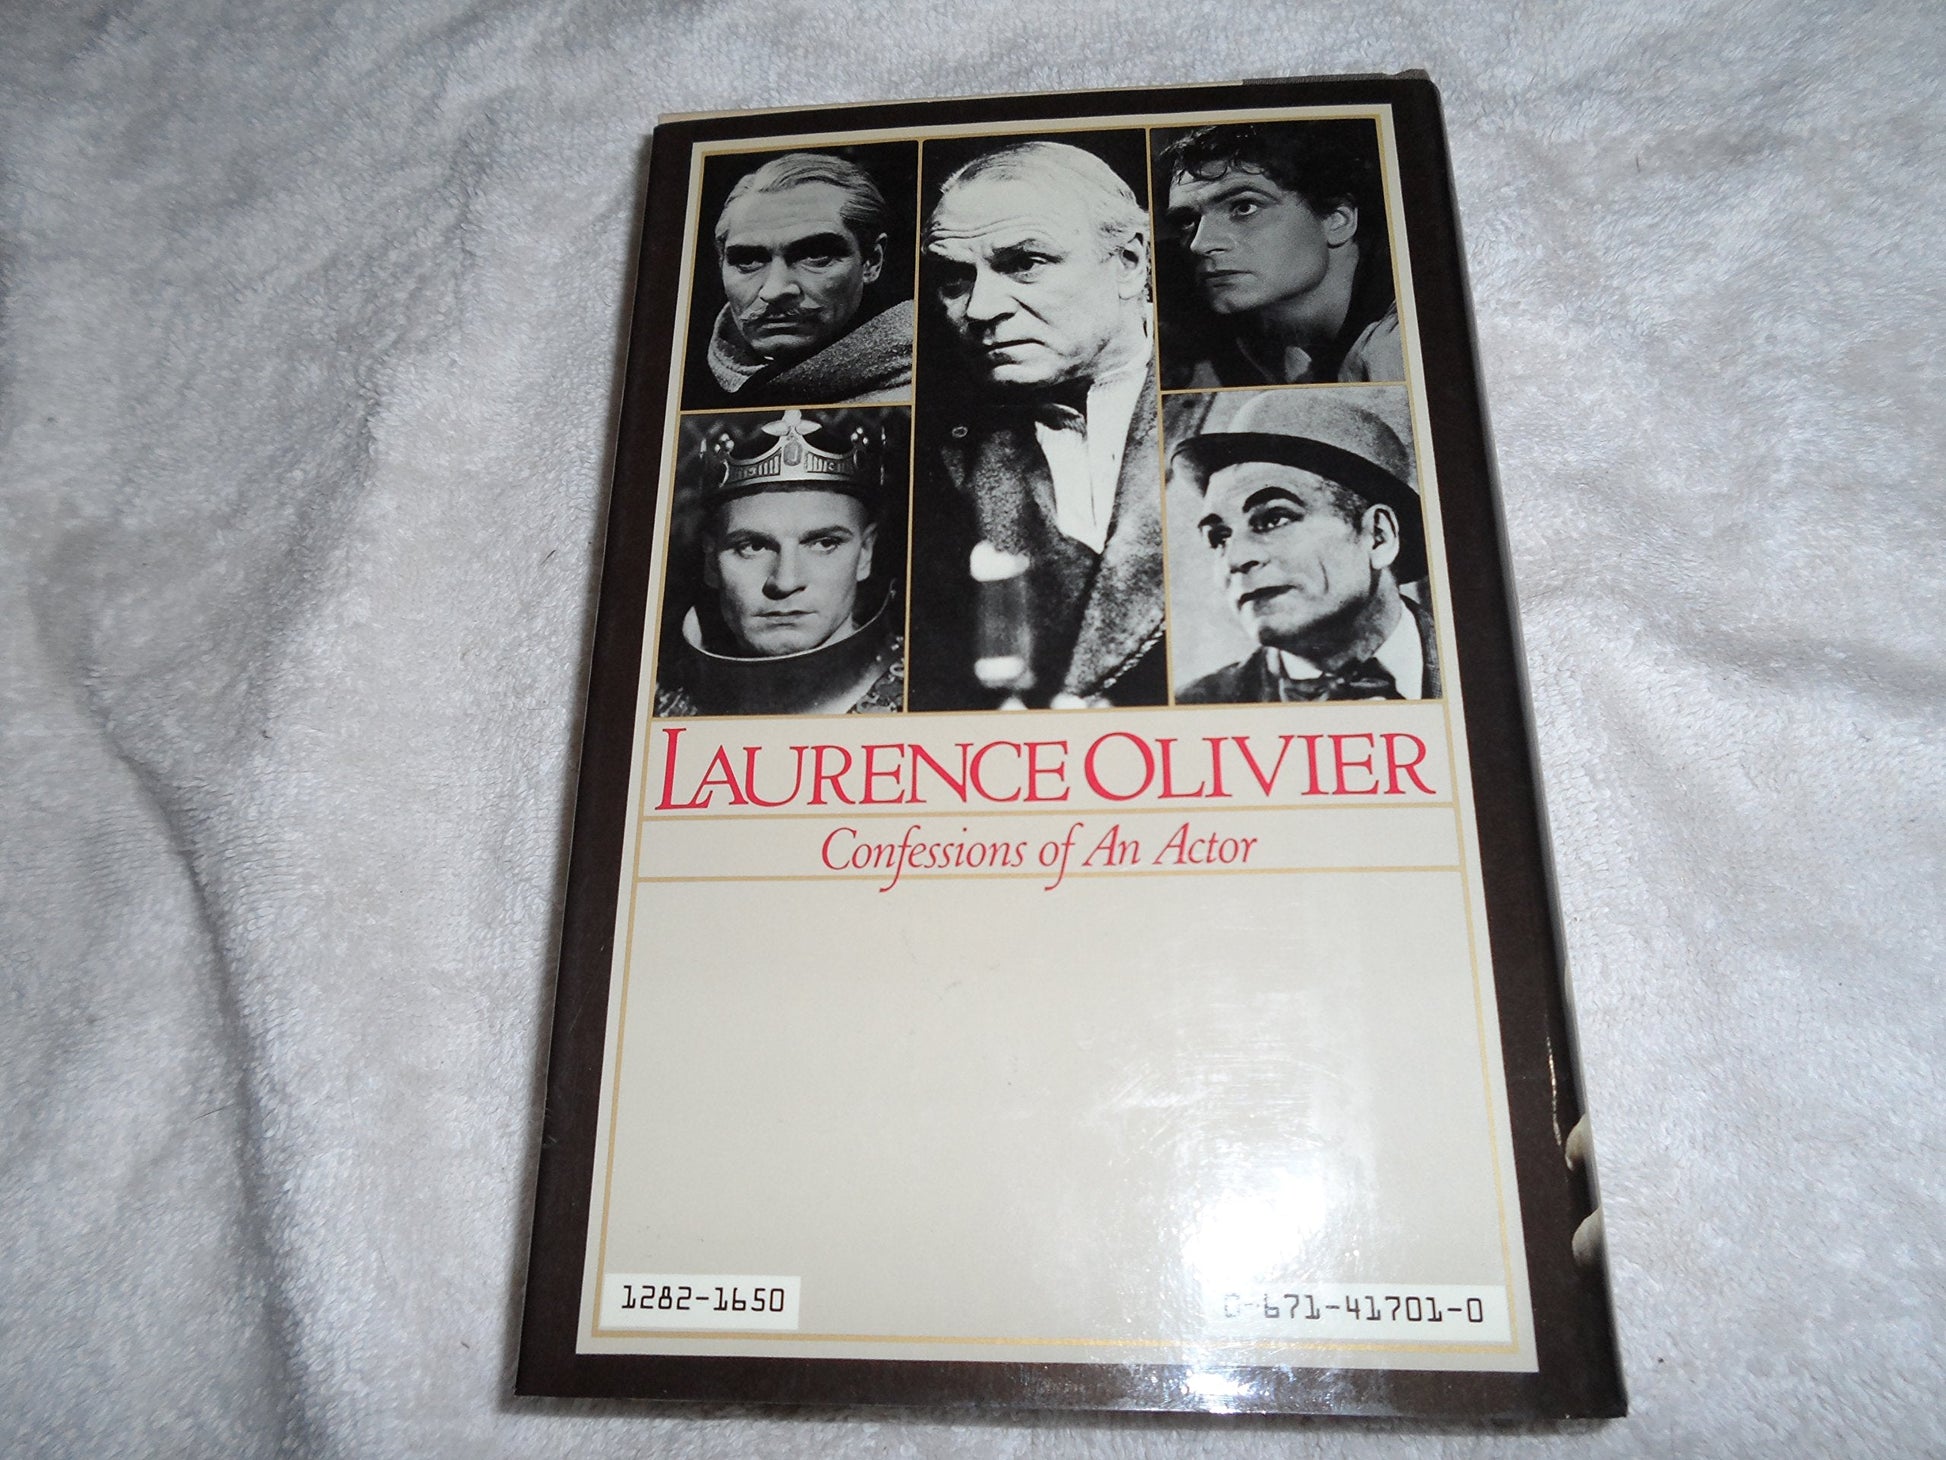 LAURENCE OLIVIER
Confessions of An Actor
1282-1650
0-671-41701-0